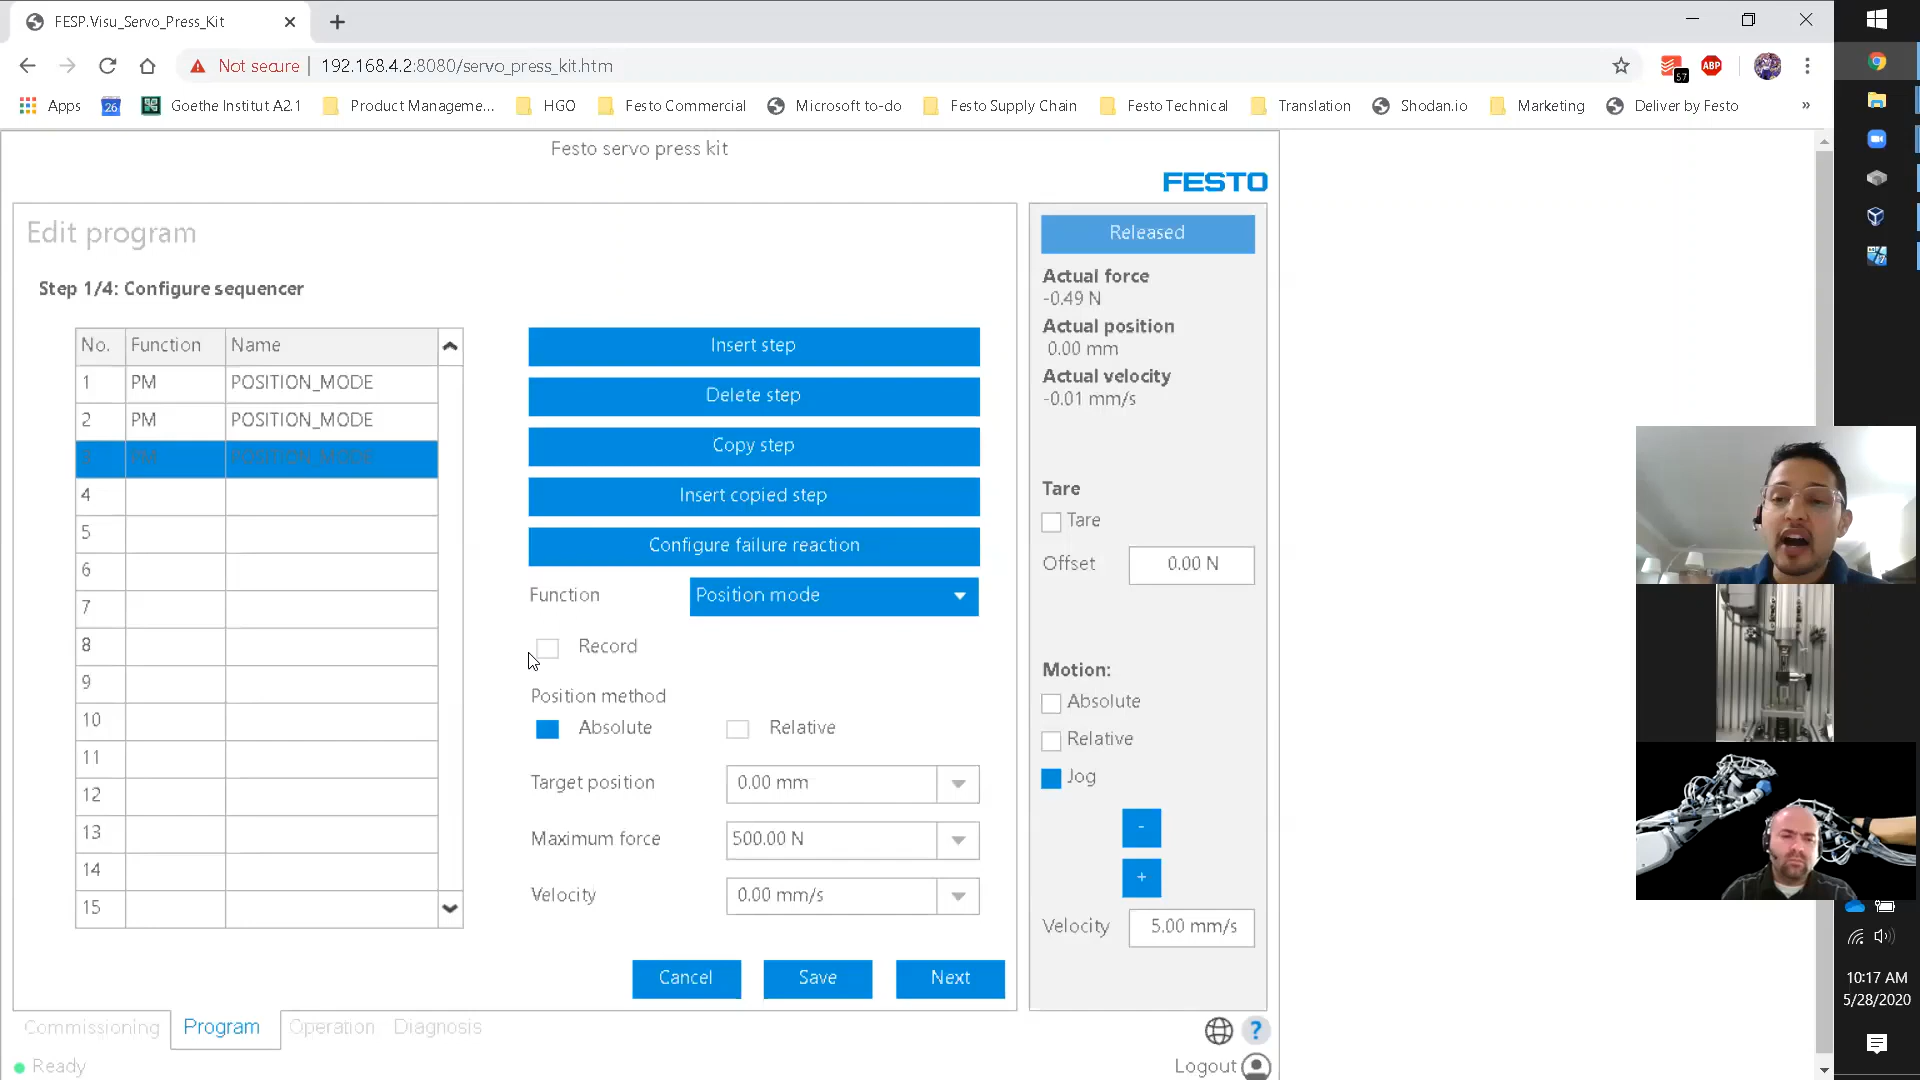 FESP.Visu_Servo_Press_Kit
Not secure
192.168.4.2:8080/servo_press_kit.htm
57
ABP
Apps
26
Goethe Institut A2.1
Product Manageme...
HGO
Festo Commercial
Microsoft to-do
Festo Supply Chain
Festo Technical
Translation
Shodan.io
Marketing
Deliver by Festo
»
Festo servo press kit
FESTO
Edit program
Step 1/4: Configure sequencer
No. Function Name
1 PM POSITION_MODE
2 PM POSITION_MODE
3 PM POSITION_MODE
4
5
6
7
8
9
10
11
12
13
14
15
Insert step
Delete step
Copy step
Insert copied step
Configure failure reaction
Function Position mode
Record
Position method
Absolute Relative
Target position 0.00 mm
Maximum force 500.00 N
Velocity 0.00 mm/s
Cancel Save Next
Released
Actual force
-0.49 N
Actual position
0.00 mm
Actual velocity
-0.01 mm/s
Tare
Tare
Offset 0.00 N
Motion:
Absolute
Relative
Jog
-
+
Velocity 5.00 mm/s
Commissioning Program Operation Diagnosis
?
Ready
Logout
10:17 AM
5/28/2020